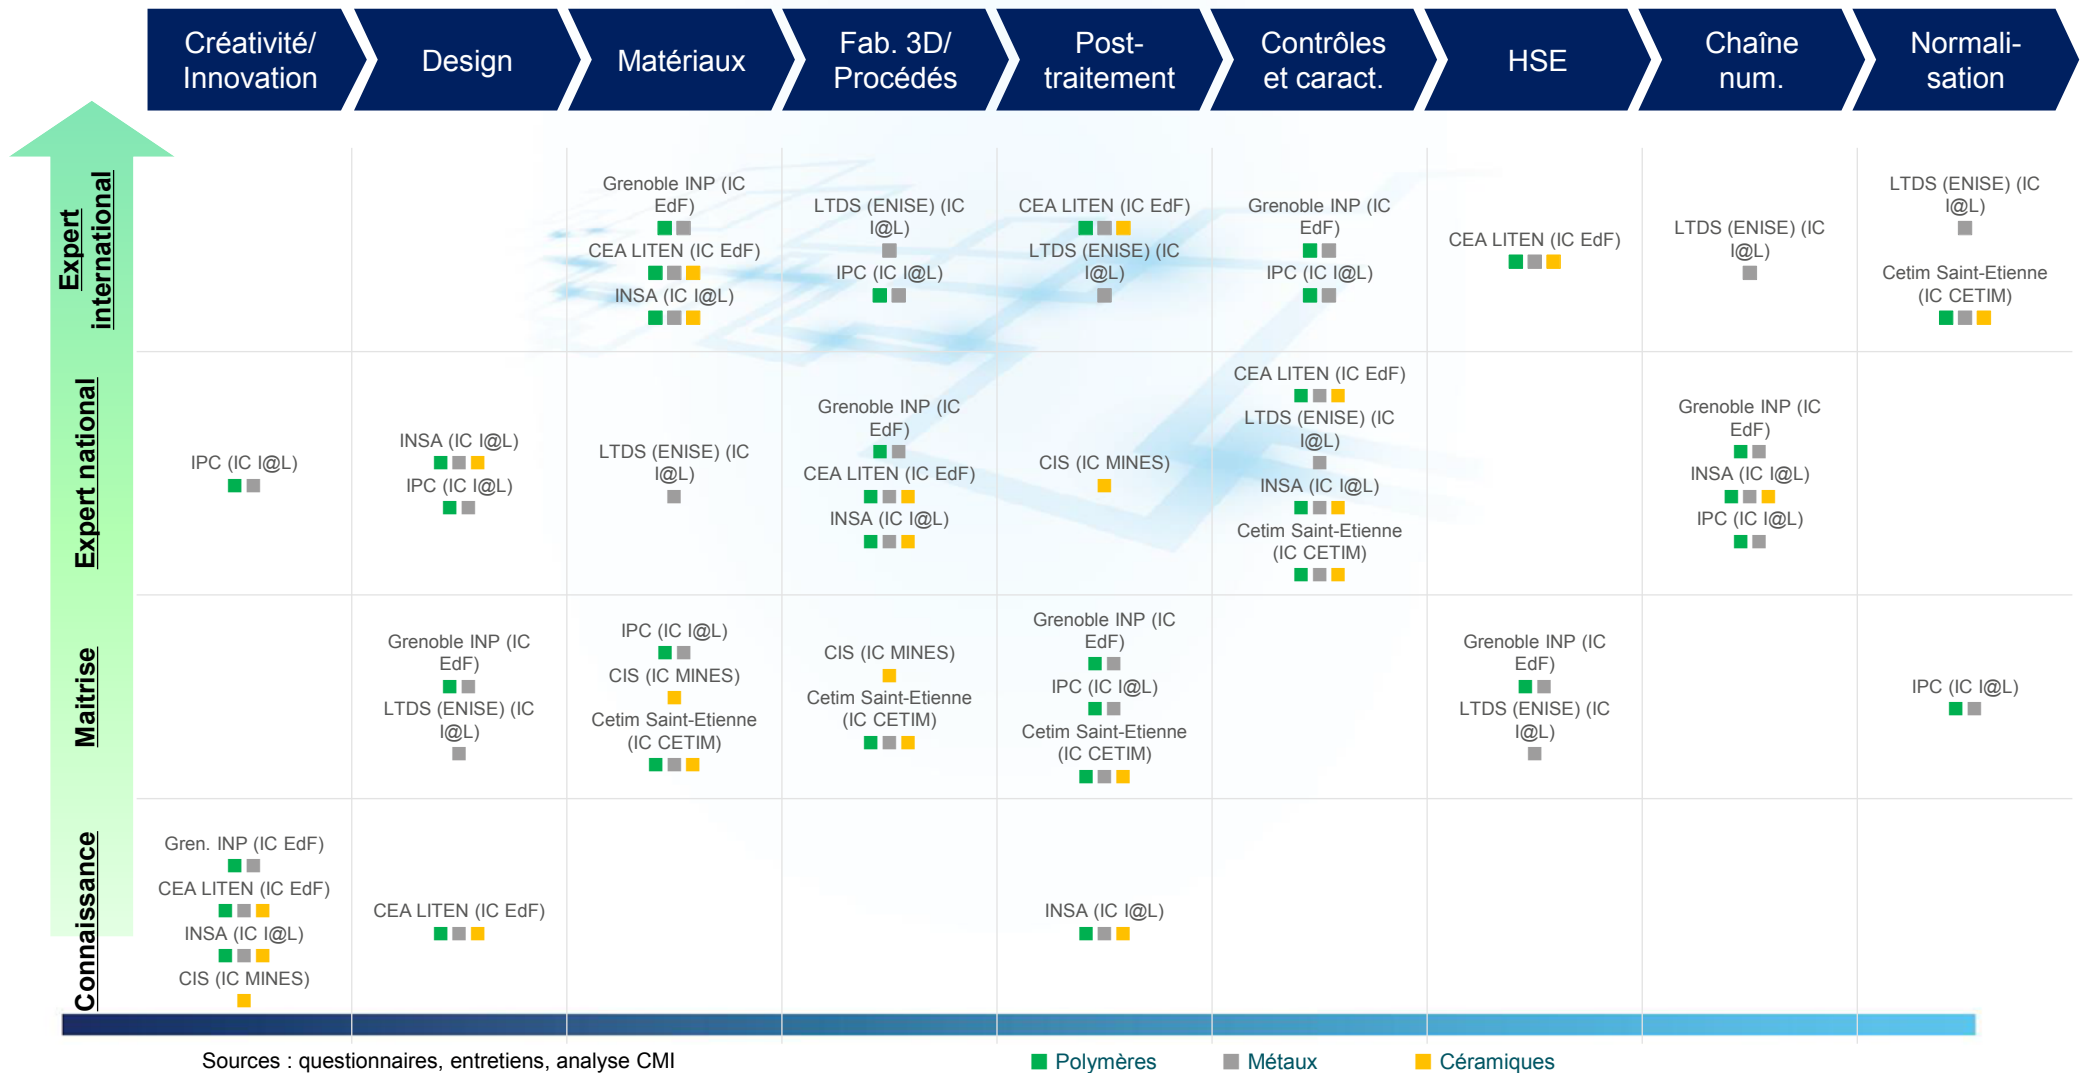 Créativité/
Innovation
Design
Matériaux
Fab. 3D/
Procédés
Post-
traitement
Contrôles
et caract.
HSE
Chaîne
num.
Normali-
sation
Expert
international
Grenoble INP (IC
EdF)
CEA LITEN (IC EdF)
INSA (IC I@L)
LTDS (ENISE) (IC
I@L)
IPC (IC I@L)
CEA LITEN (IC EdF)
LTDS (ENISE) (IC
I@L)
Grenoble INP (IC
EdF)
IPC (IC I@L)
CEA LITEN (IC EdF)
LTDS (ENISE) (IC
I@L)
LTDS (ENISE) (IC
I@L)
Cetim Saint-Etienne
(IC CETIM)
Expert national
IPC (IC I@L)
INSA (IC I@L)
IPC (IC I@L)
LTDS (ENISE) (IC
I@L)
Grenoble INP (IC
EdF)
CEA LITEN (IC EdF)
INSA (IC I@L)
CIS (IC MINES)
CEA LITEN (IC EdF)
LTDS (ENISE) (IC
I@L)
INSA (IC I@L)
Cetim Saint-Etienne
(IC CETIM)
Grenoble INP (IC
EdF)
INSA (IC I@L)
IPC (IC I@L)
Maitrise
Grenoble INP (IC
EdF)
LTDS (ENISE) (IC
I@L)
IPC (IC I@L)
CIS (IC MINES)
Cetim Saint-Etienne
(IC CETIM)
CIS (IC MINES)
Cetim Saint-Etienne
(IC CETIM)
Grenoble INP (IC
EdF)
IPC (IC I@L)
Cetim Saint-Etienne
(IC CETIM)
Grenoble INP (IC
EdF)
LTDS (ENISE) (IC
I@L)
IPC (IC I@L)
Connaissance
Gren. INP (IC EdF)
CEA LITEN (IC EdF)
INSA (IC I@L)
CIS (IC MINES)
CEA LITEN (IC EdF)
INSA (IC I@L)
Sources : questionnaires, entretiens, analyse CMI
Polymères
Métaux
Céramiques